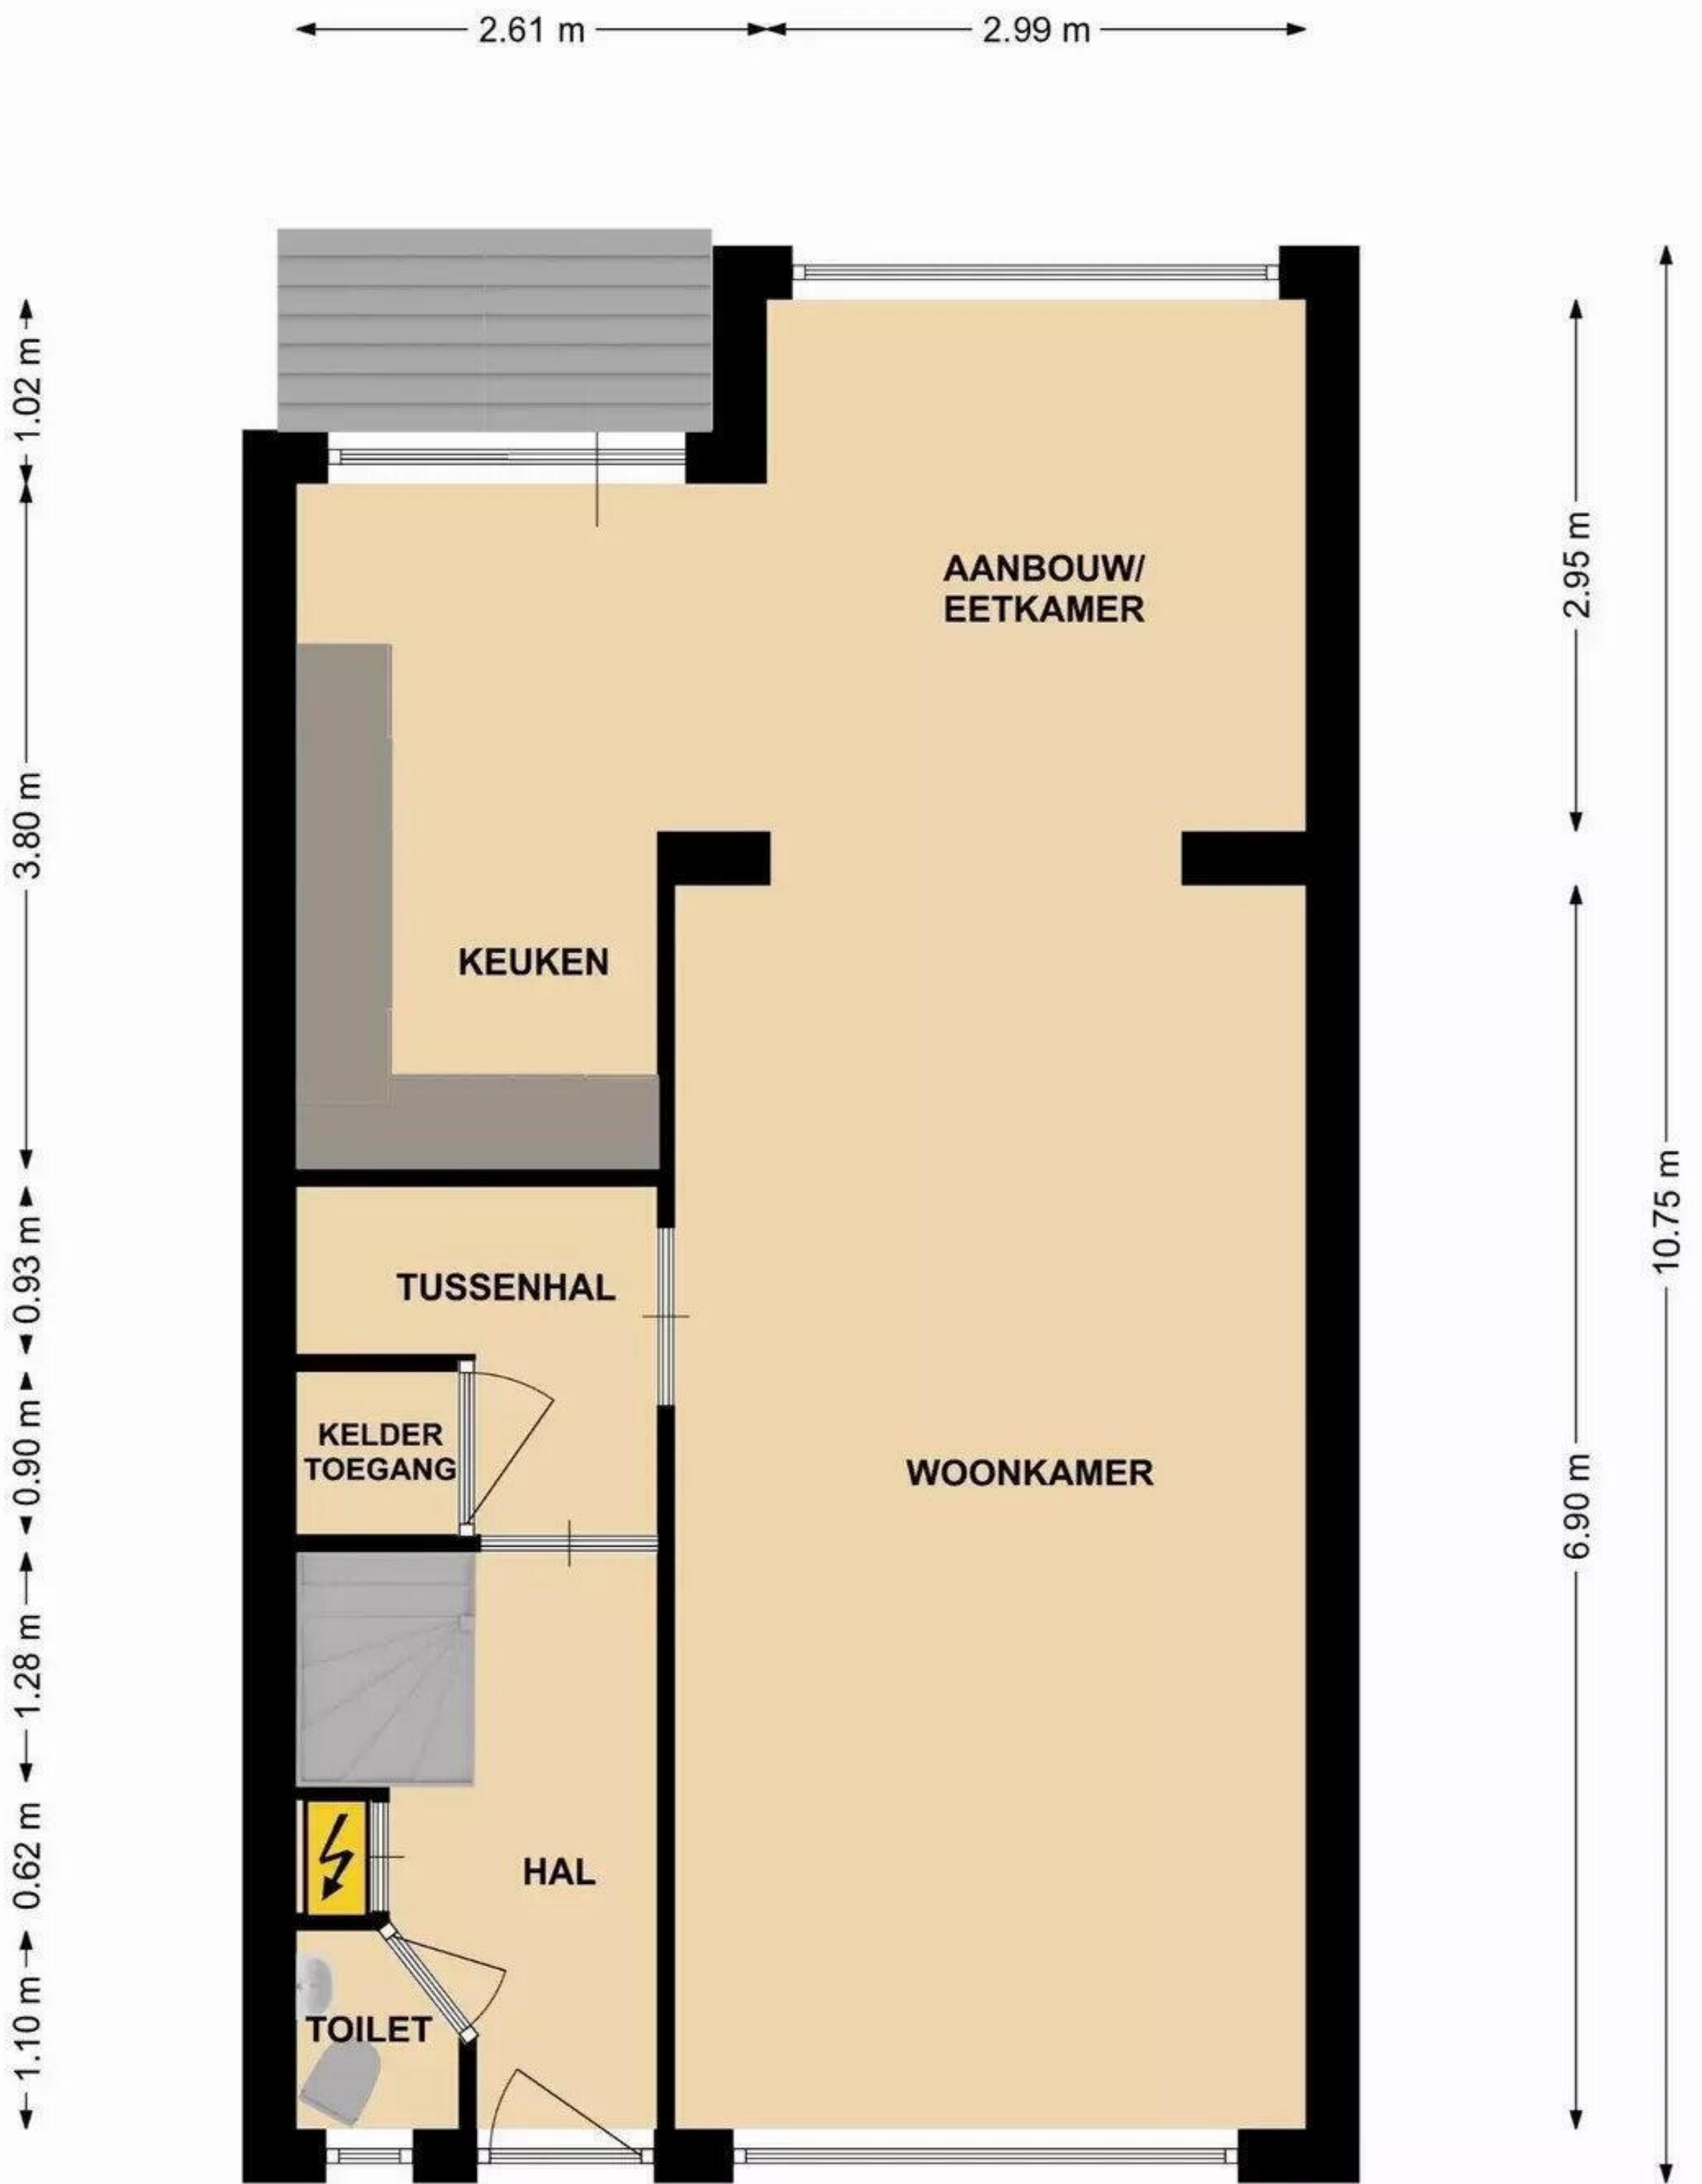 2.61 m
2.99 m
1.02 m
3.80 m
0.93 m
0.90 m
1.28 m
0.62 m
1.10 m
AANBOUW/
EETKAMER
KEUKEN
TUSSENHAL
KELDER
TOEGANG
WOONKAMER
HAL
TOILET
2.95 m
6.90 m
10.75 m